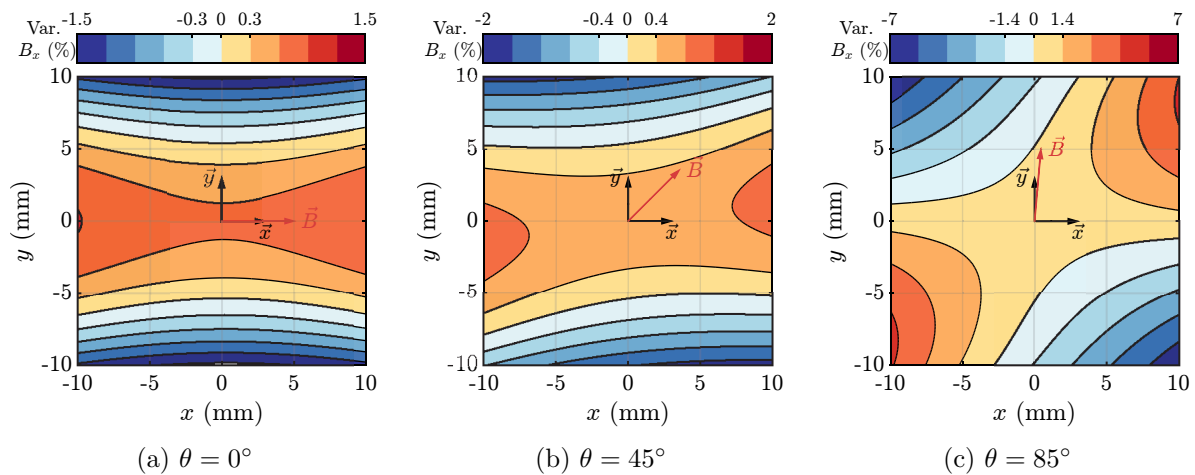 Var. -1.5 -0.3 0 0.3 1.5
B_x (%)
10
5
0
-5
-10
y (mm)
y⃗
x⃗
B⃗
-10 -5 0 5 10
x (mm)
(a) θ = 0°
Var. -2 -0.4 0 0.4 2
B_x (%)
10
5
0
-5
-10
y (mm)
B⃗
y⃗
x⃗
-10 -5 0 5 10
x (mm)
(b) θ = 45°
Var. -7 -1.4 0 1.4 7
B_x (%)
10
5
0
-5
-10
y (mm)
B⃗
y⃗
x⃗
-10 -5 0 5 10
x (mm)
(c) θ = 85°